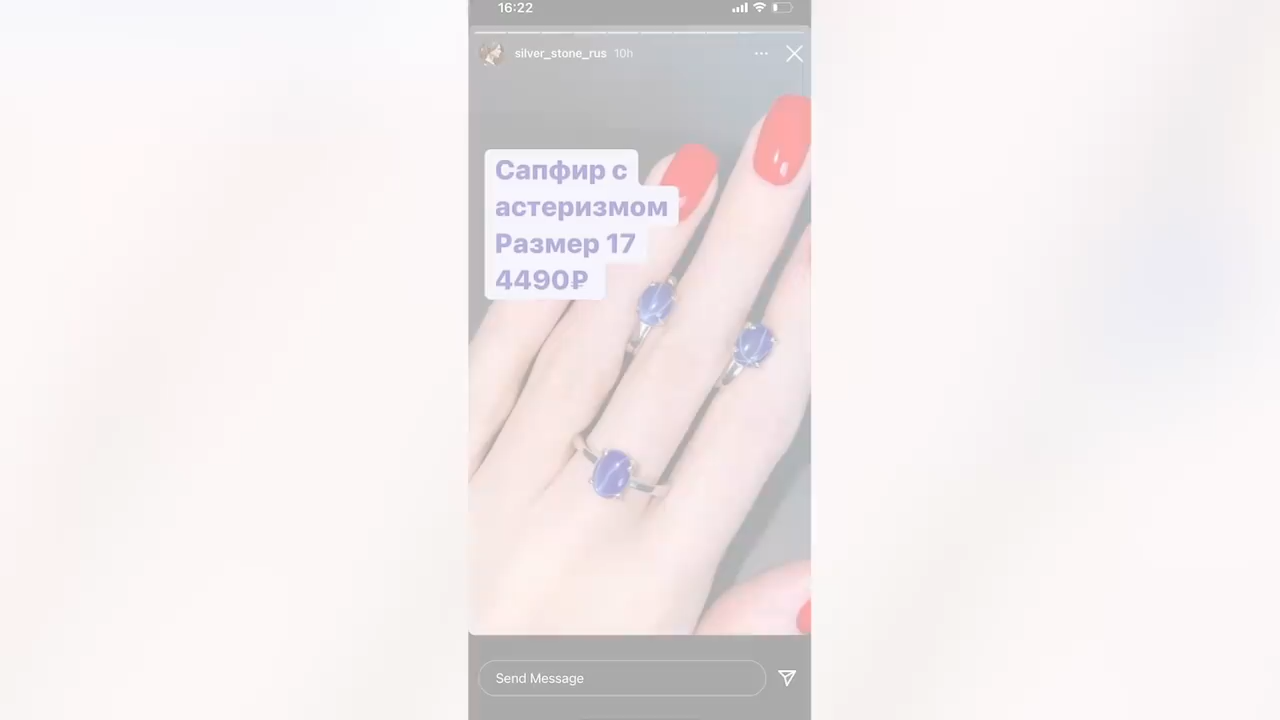 16:22
silver_stone_rus 10h
Сапфир с
астеризмом
Размер 17
4490₽
Send Message